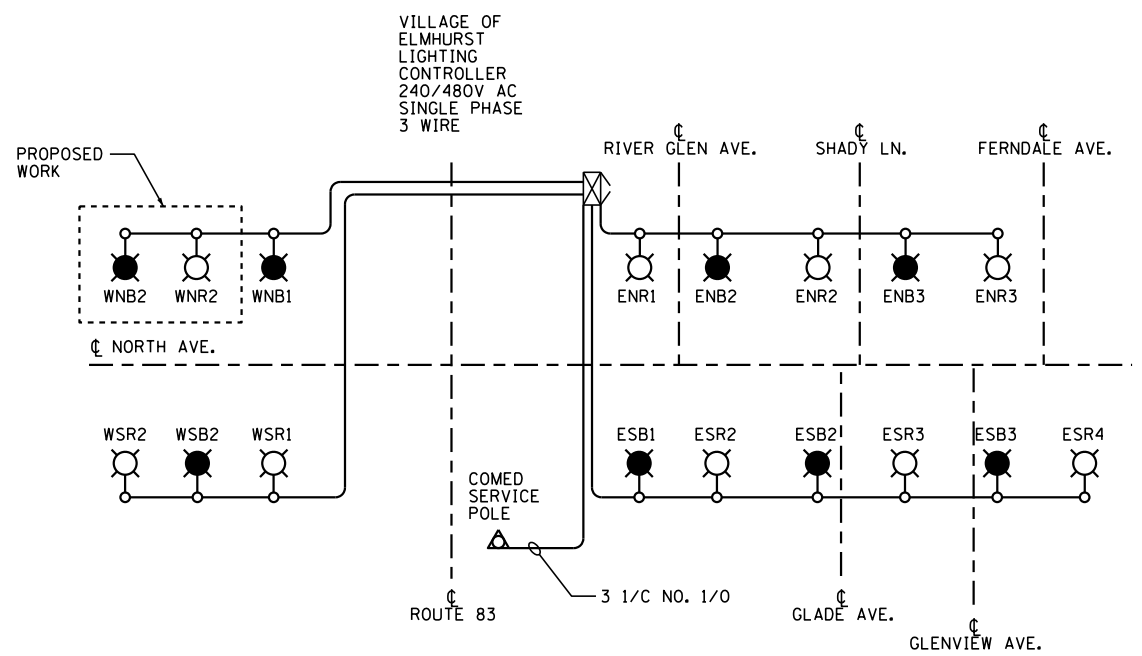 VILLAGE OF
ELMHURST
LIGHTING
CONTROLLER
240/480V AC
SINGLE PHASE
3 WIRE
PROPOSED
WORK
℄
RIVER GLEN AVE.
℄
SHADY LN.
℄
FERNDALE AVE.
WNB2
WNR2
WNB1
ENR1
ENB2
ENR2
ENB3
ENR3
℄ NORTH AVE.
WSR2
WSB2
WSR1
ESB1
ESR2
ESB2
ESR3
ESB3
ESR4
COMED
SERVICE
POLE
3 1/C NO. 1/0
℄
ROUTE 83
℄
GLADE AVE.
℄
GLENVIEW AVE.